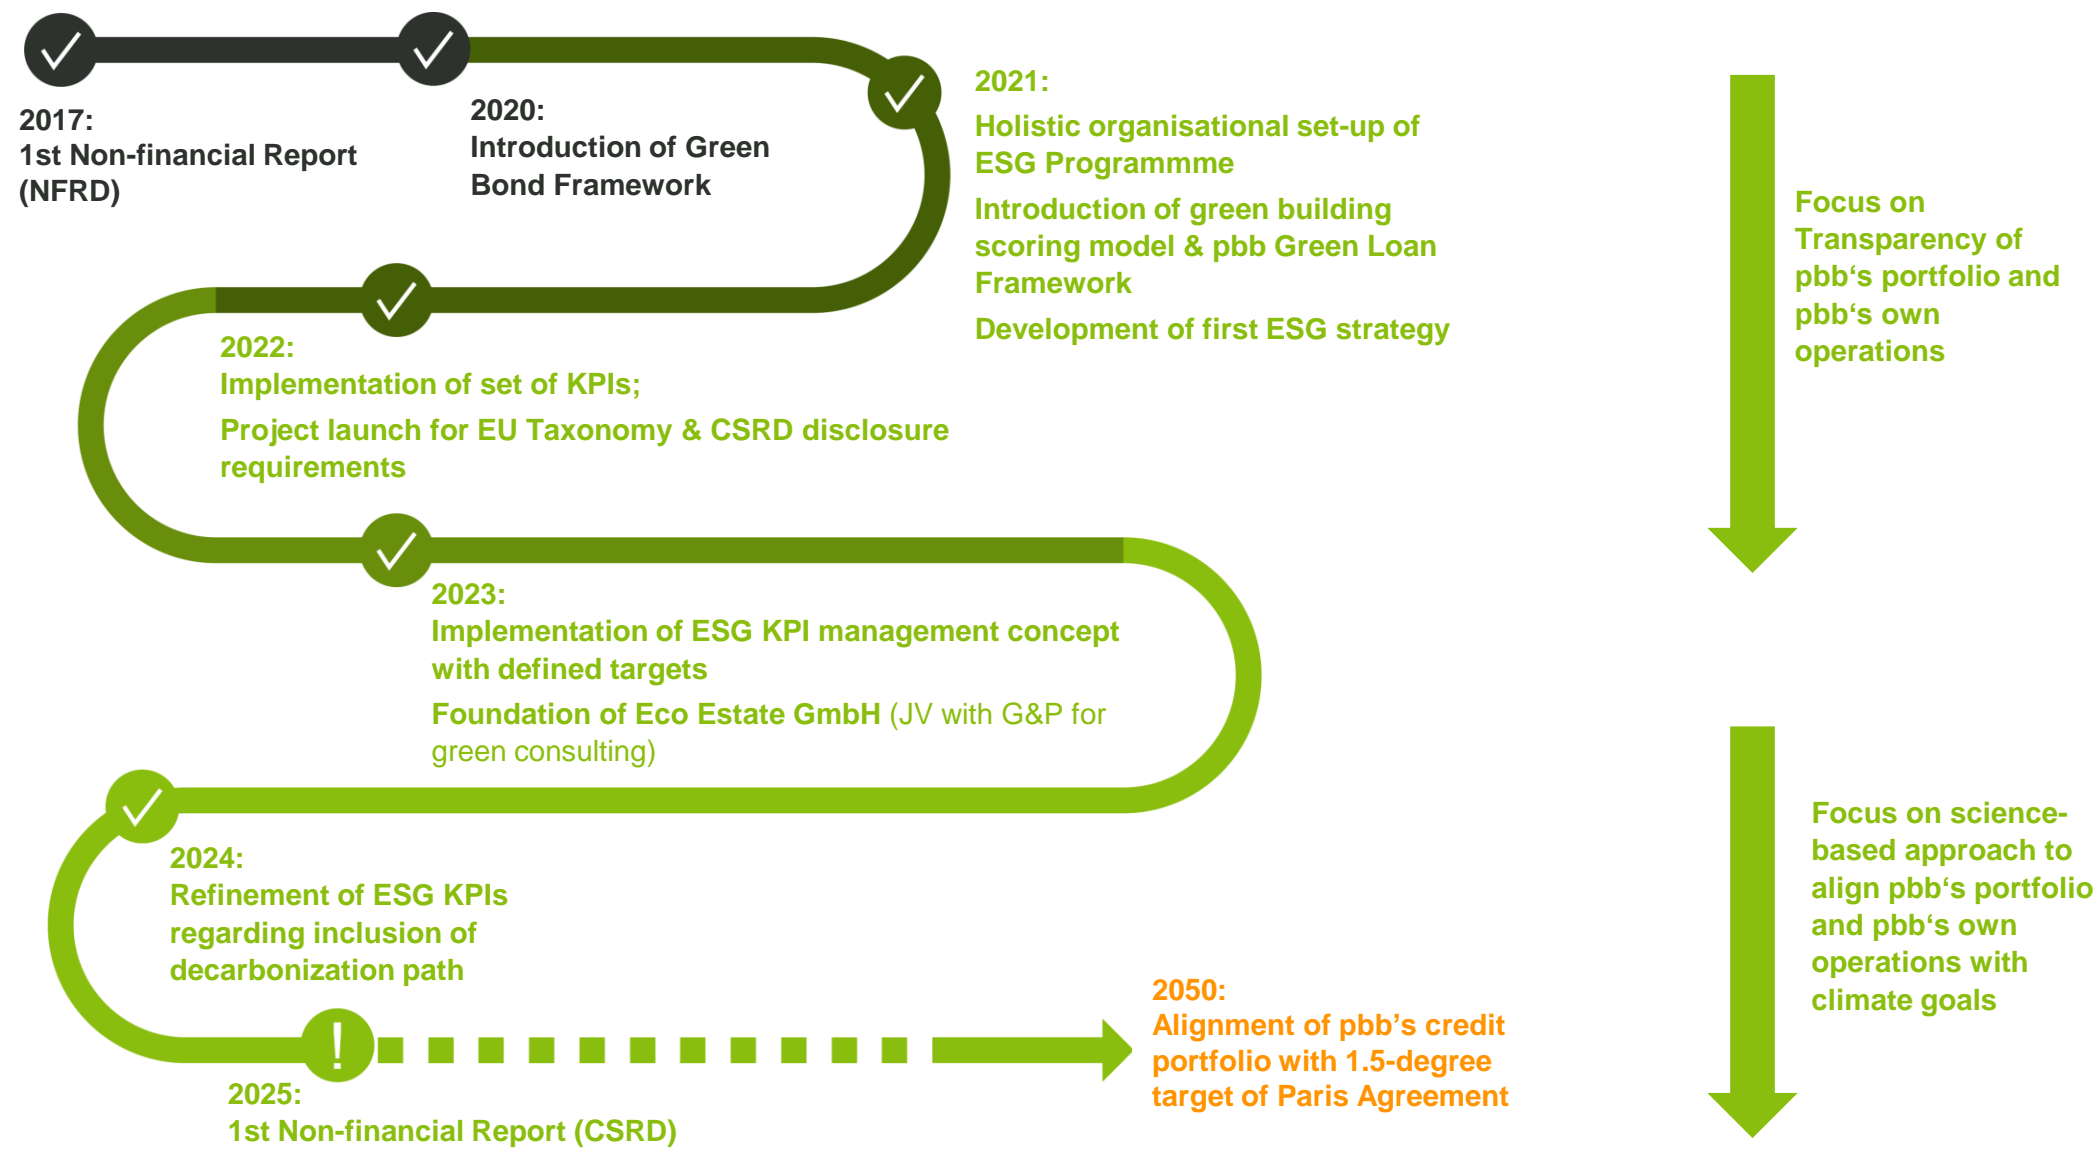 2017:
1st Non-financial Report
(NFRD)
2020:
Introduction of Green
Bond Framework
2021:
Holistic organisational set-up of
ESG Programmme
Introduction of green building
scoring model & pbb Green Loan
Framework
Development of first ESG strategy
Focus on
Transparency of
pbb‘s portfolio and
pbb‘s own
operations
2022:
Implementation of set of KPIs;
Project launch for EU Taxonomy & CSRD disclosure
requirements
2023:
Implementation of ESG KPI management concept
with defined targets
Foundation of Eco Estate GmbH (JV with G&P for
green consulting)
2024:
Refinement of ESG KPIs
regarding inclusion of
decarbonization path
Focus on science-
based approach to
align pbb‘s portfolio
and pbb‘s own
operations with
climate goals
!
2025:
1st Non-financial Report (CSRD)
2050:
Alignment of pbb’s credit
portfolio with 1.5-degree
target of Paris Agreement